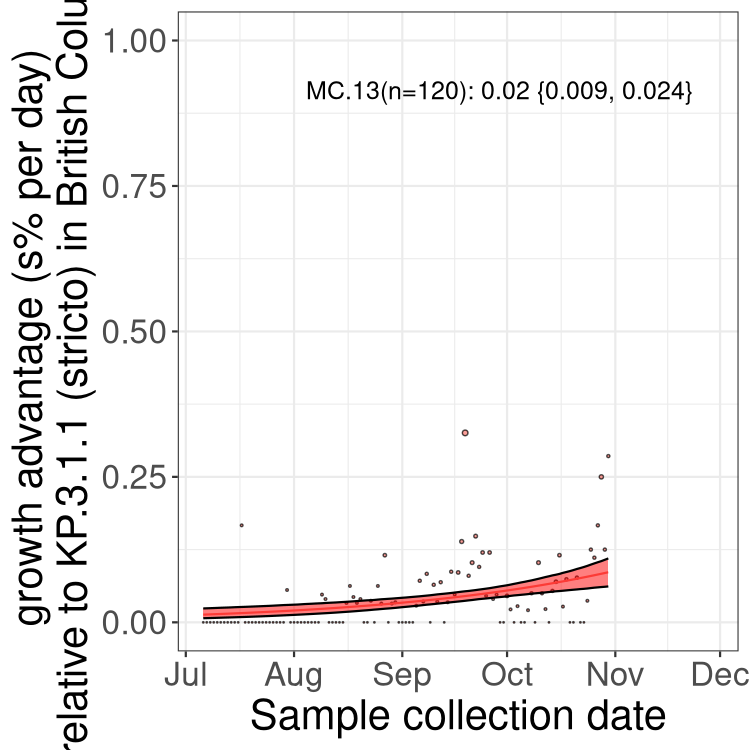 growth advantage (s% per day)
relative to KP.3.1.1 (stricto) in British Colu
1.00
0.75
0.50
0.25
0.00
MC.13(n=120): 0.02 {0.009, 0.024}
Jul Aug Sep Oct Nov Dec
Sample collection date